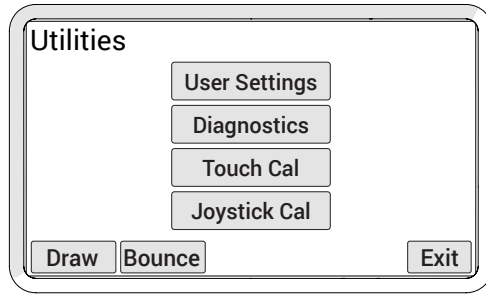 Utilities
User Settings
Diagnostics
Touch Cal
Joystick Cal
Draw Bounce Exit